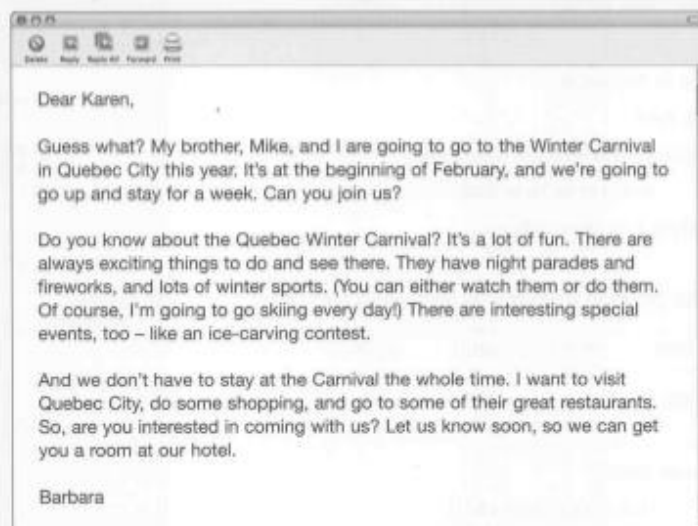 Delete Reply Reply All Forward Print
Dear Karen,
Guess what? My brother, Mike, and I are going to go to the Winter Carnival
in Quebec City this year. It's at the beginning of February, and we're going to
go up and stay for a week. Can you join us?
Do you know about the Quebec Winter Carnival? It's a lot of fun. There are
always exciting things to do and see there. They have night parades and
fireworks, and lots of winter sports. (You can either watch them or do them.
Of course, I'm going to go skiing every day!) There are interesting special
events, too – like an ice-carving contest.
And we don't have to stay at the Carnival the whole time. I want to visit
Quebec City, do some shopping, and go to some of their great restaurants.
So, are you interested in coming with us? Let us know soon, so we can get
you a room at our hotel.
Barbara